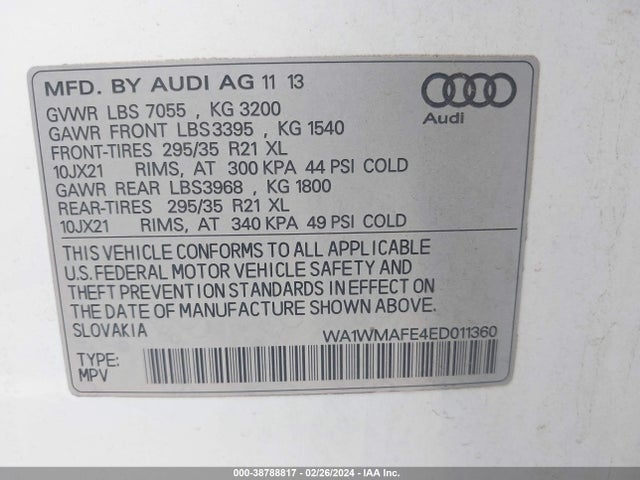 MFD. BY AUDI AG 11 13
GVWR LBS 7055 , KG 3200
GAWR FRONT LBS3395 , KG 1540
FRONT-TIRES 295/35 R21 XL
10JX21 RIMS, AT 300 KPA 44 PSI COLD
GAWR REAR LBS3968 , KG 1800
REAR-TIRES 295/35 R21 XL
10JX21 RIMS, AT 340 KPA 49 PSI COLD
Audi
THIS VEHICLE CONFORMS TO ALL APPLICABLE
U.S. FEDERAL MOTOR VEHICLE SAFETY AND
THEFT PREVENTION STANDARDS IN EFFECT ON
THE DATE OF MANUFACTURE SHOWN ABOVE.
SLOVAKIA WA1WMAFE4ED011360
TYPE:
MPV
000-38788817 - 02/26/2024 - IAA Inc.